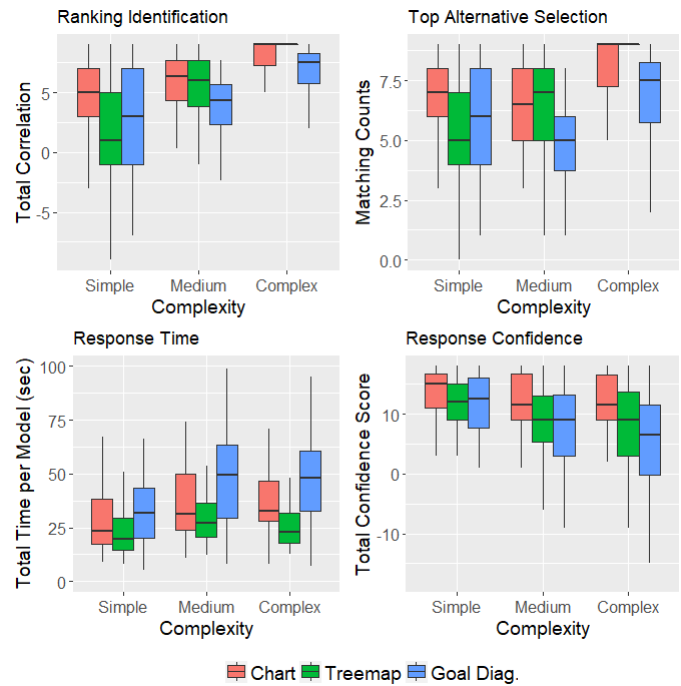 Ranking Identification
Total Correlation
5
0
-5
Simple Medium Complex
Complexity
Top Alternative Selection
Matching Counts
7.5
5.0
2.5
0.0
Simple Medium Complex
Complexity
Response Time
Total Time per Model (sec)
100
75
50
25
0
Simple Medium Complex
Complexity
Response Confidence
Total Confidence Score
10
0
-10
Simple Medium Complex
Complexity
Chart Treemap Goal Diag.